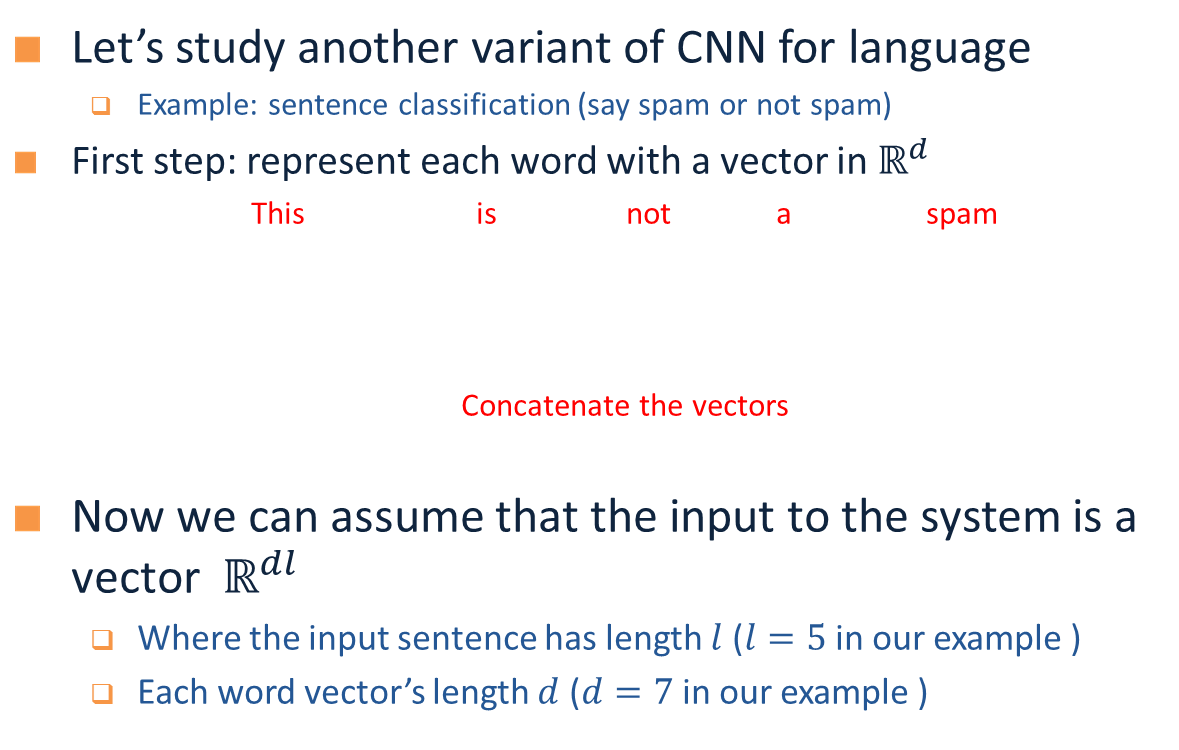 Let’s study another variant of CNN for language
Example: sentence classification (say spam or not spam)
First step: represent each word with a vector in ℝ^d
This is not a spam
Concatenate the vectors
Now we can assume that the input to the system is a
vector ℝ^{dl}
Where the input sentence has length l (l = 5 in our example )
Each word vector’s length d (d = 7 in our example )